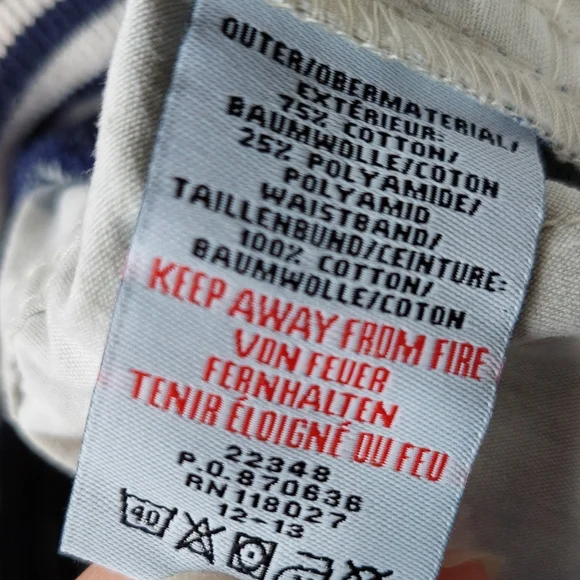 OUTER/OBERMATERIAL/
EXTÉRIEUR:
75% COTTON/
BAUMWOLLE/COTON
25% POLYAMIDE/
POLYAMID
WAISTBAND/
TAILLENBUND/CEINTURE:
100% COTTON/
BAUMWOLLE/COTON
KEEP AWAY FROM FIRE
VON FEUER
FERNHALTEN
TENIR ÉLOIGNÉ DU FEU
22348
P.O.870636
RN118027
12-13
40